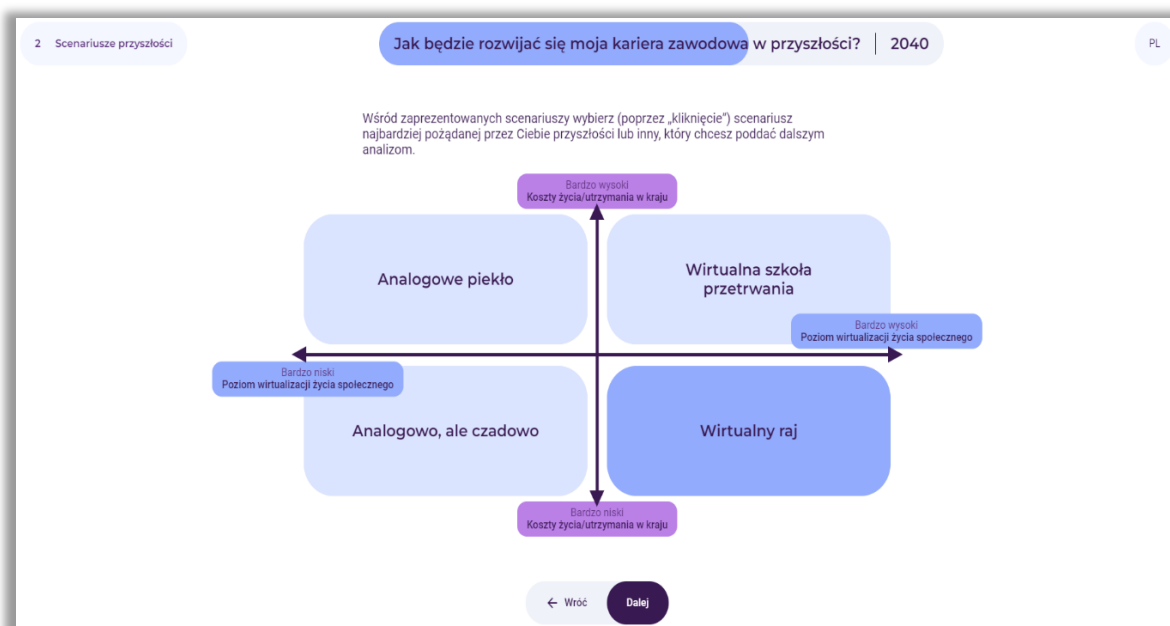 2 Scenariusze przyszłości
Jak będzie rozwijać się moja kariera zawodowa w przyszłości? | 2040
PL
Wśród zaprezentowanych scenariuszy wybierz (poprzez „kliknięcie”) scenariusz
najbardziej pożądanej przez Ciebie przyszłości lub inny, który chcesz poddać dalszym
analizom.
Bardzo wysoki
Koszty życia/utrzymania w kraju
Analogowe piekło
Wirtualna szkoła
przetrwania
Bardzo wysoki
Poziom wirtualizacji życia społecznego
Bardzo niski
Poziom wirtualizacji życia społecznego
Analogowo, ale czadowo
Wirtualny raj
Bardzo niski
Koszty życia/utrzymania w kraju
← Wróć
Dalej